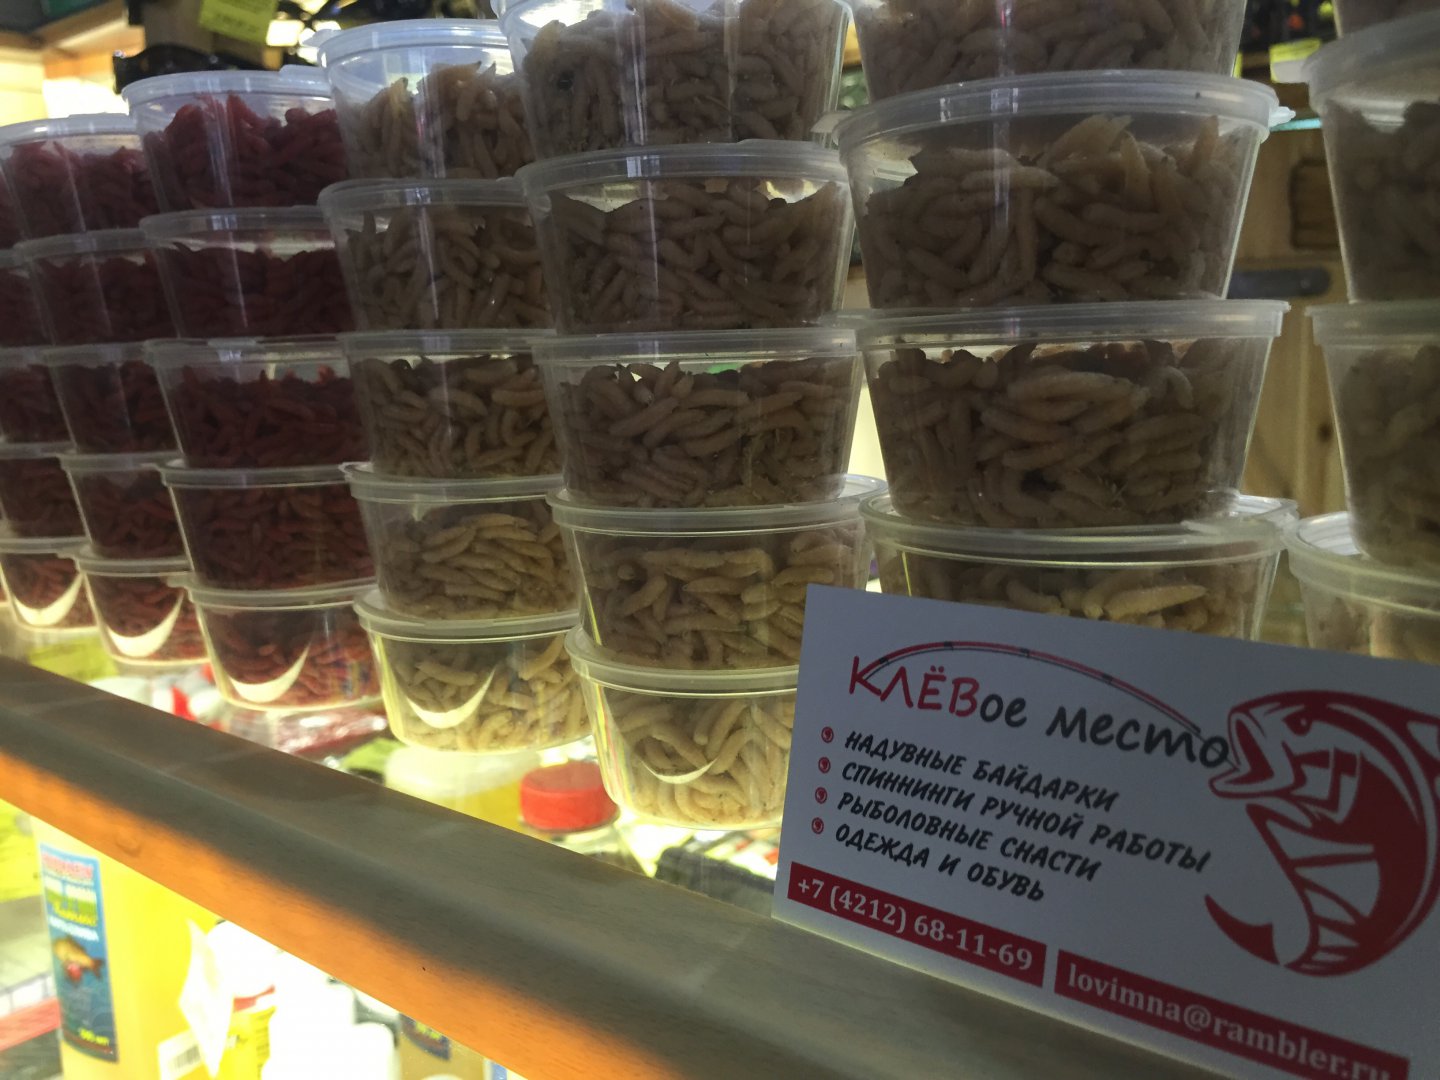 КЛЁВое место
НАДУВНЫЕ БАЙДАРКИ
СПИННИНГИ РУЧНОЙ РАБОТЫ
РЫБОЛОВНЫЕ СНАСТИ
ОДЕЖДА И ОБУВЬ
+7 (4212) 68-11-69
lovimna@rambler.ru